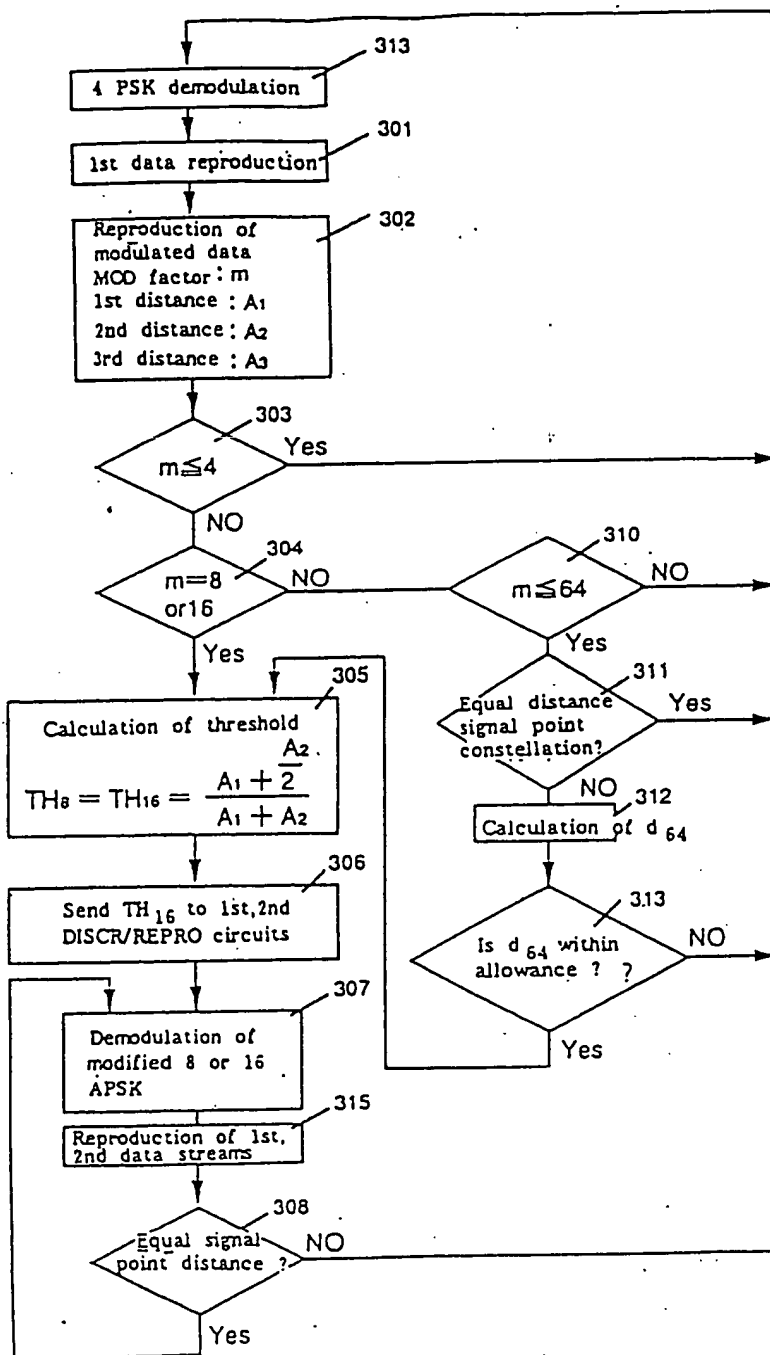 313
4 PSK demodulation
301
1st data reproduction
302
Reproduction of
modulated data
MOD factor : m
1st distance : A1
2nd distance : A2
3rd distance : A3
303
Yes
m≦4
NO
304
m=8
or16
NO
Yes
310
m≦64
NO
Yes
311
Equal distance
signal point
constellation?
Yes
NO
312
Calculation of d 64
313
Is d 64 within
allowance ? ?
NO
Yes
305
Calculation of threshold
TH8 = TH16 = (A1 + A2/2) / (A1 + A2)
306
Send TH16 to 1st,2nd
DISCR/REPRO circuits
307
Demodulation of
modified 8 or 16
APSK
315
Reproduction of 1st,
2nd data streams
308
Equal signal
point distance ?
NO
Yes